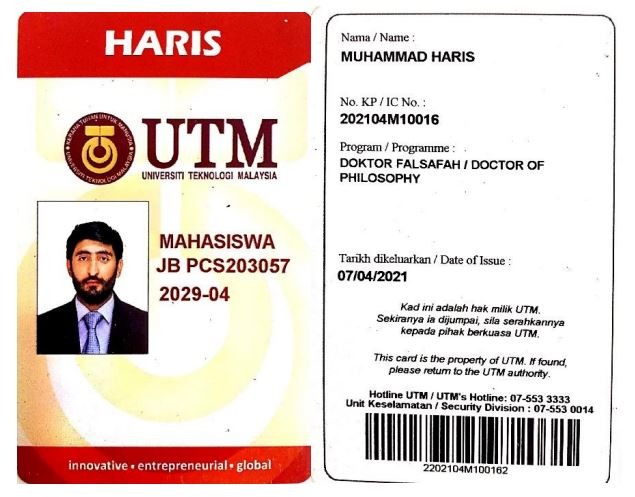 HARIS
UTM
UNIVERSITI TEKNOLOGI MALAYSIA
MAHASISWA
JB PCS203057
2029-04
innovative • entrepreneurial • global
Nama / Name :
MUHAMMAD HARIS
No. KP / IC No. :
202104M10016
Program / Programme :
DOKTOR FALSAFAH / DOCTOR OF
PHILOSOPHY
Tarikh dikeluarkan / Date of Issue :
07/04/2021
Kad ini adalah hak milik UTM.
Sekiranya ia dijumpai, sila serahkannya
kepada pihak berkuasa UTM.
This card is the property of UTM. If found,
please return to the UTM authority.
Hotline UTM / UTM's Hotline: 07-553 3333
Unit Keselamatan / Security Division : 07-553 0014
2202104M100162